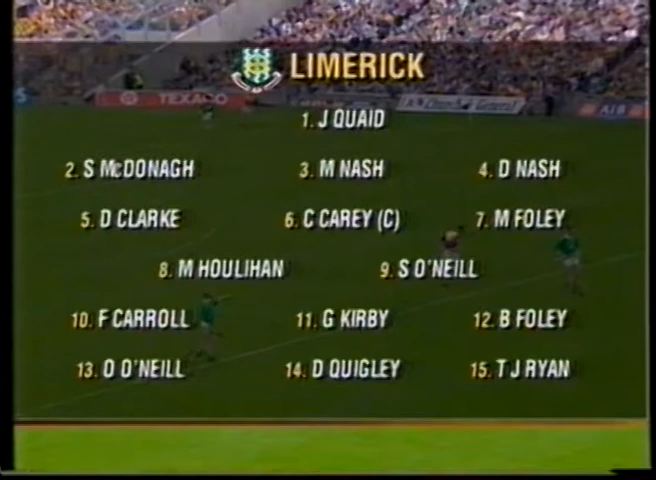 LIMERICK
1. J QUAID
2. S McDONAGH 3. M NASH 4. D NASH
5. D CLARKE 6. C CAREY (C) 7. M FOLEY
8. M HOULIHAN 9. S O'NEILL
10. F CARROLL 11. G KIRBY 12. B FOLEY
13. O O'NEILL 14. D QUIGLEY 15. T J RYAN
TEXACO